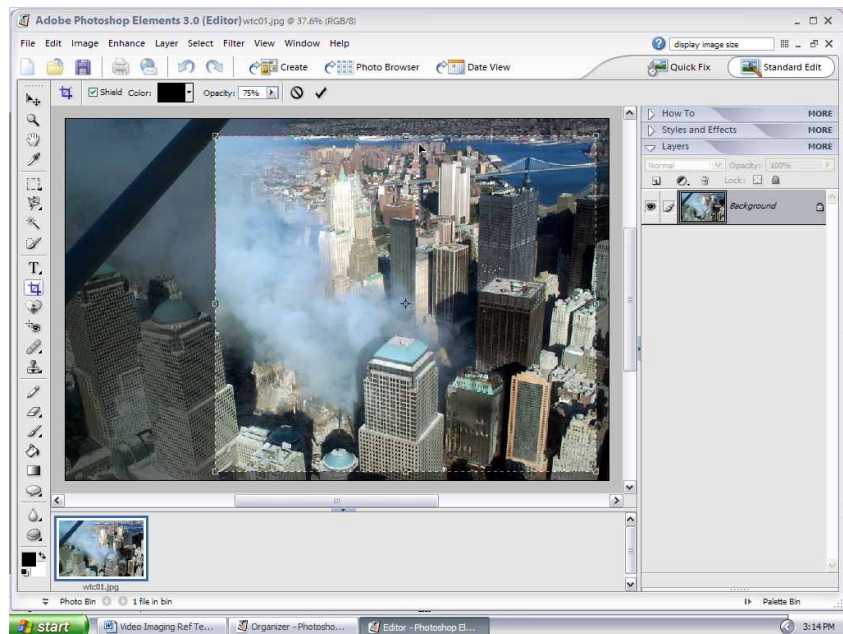 Adobe Photoshop Elements 3.0 (Editor) wtc01.jpg @ 37.6% (RGB/8)
File Edit Image Enhance Layer Select Filter View Window Help
display image size
Create Photo Browser Date View Quick Fix Standard Edit
Shield Color: Opacity: 75%
How To MORE
Styles and Effects MORE
Layers MORE
Normal Opacity: 100%
Lock:
Background
T
wtc01.jpg
Photo Bin 1 file in bin Palette Bin
start Video Imaging Ref Te... Organizer - Photosho... Editor - Photoshop El... 3:14 PM